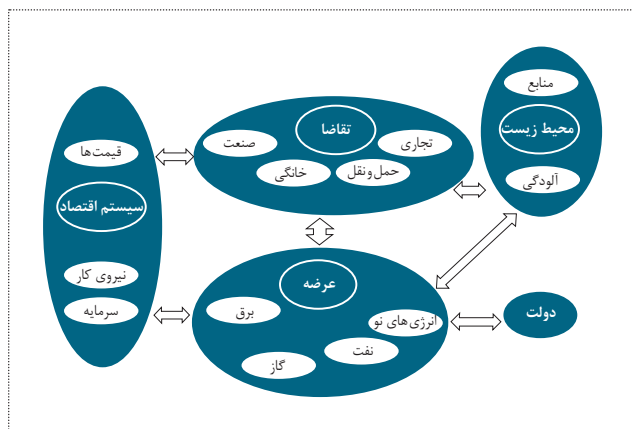 منابع
محیط زیست
آلودگی
تقاضا
تجاری
صنعت
حمل‌و‌نقل
خانگی
قیمت‌ها
سیستم اقتصاد
نیروی کار
سرمایه
عرضه
برق
انرژی‌های نو
نفت
گاز
دولت